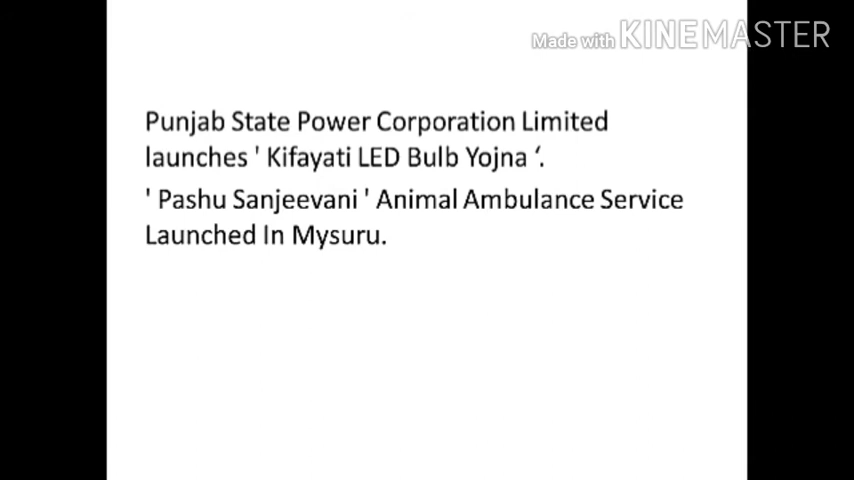 Made with KINEMASTER
Punjab State Power Corporation Limited
launches ' Kifayati LED Bulb Yojna ‘.
' Pashu Sanjeevani ' Animal Ambulance Service
Launched In Mysuru.